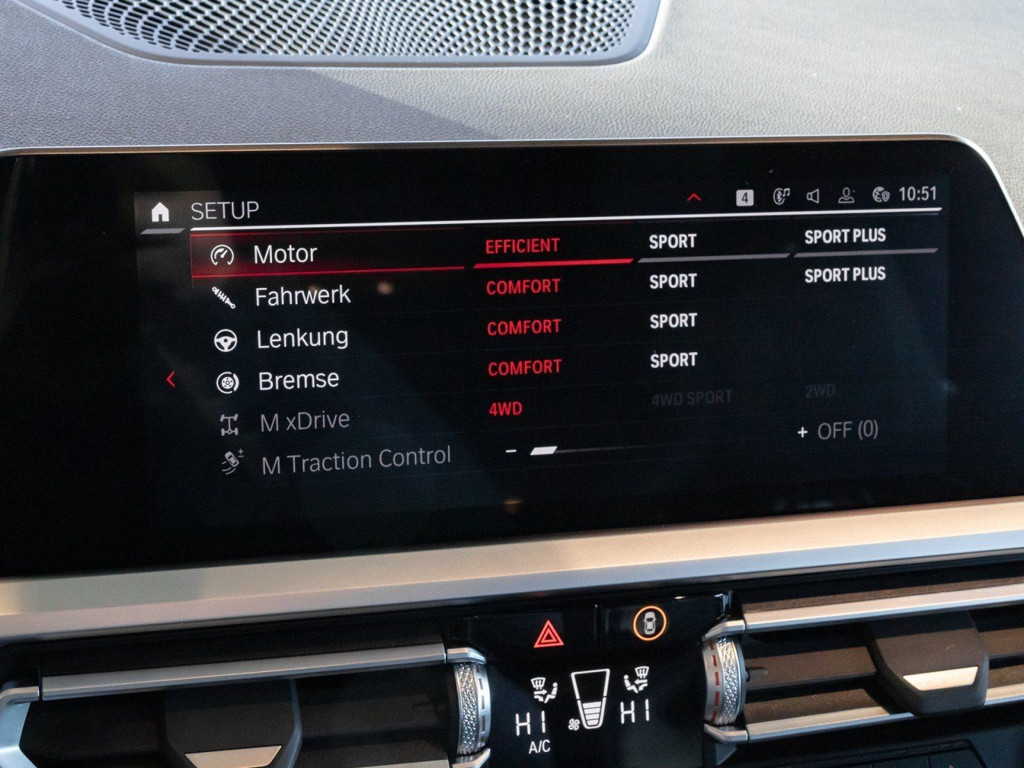 SETUP 4 10:51
Motor EFFICIENT SPORT SPORT PLUS
Fahrwerk COMFORT SPORT SPORT PLUS
Lenkung COMFORT SPORT
Bremse COMFORT SPORT
M xDrive 4WD 4WD SPORT 2WD
M Traction Control - + OFF (0)
HI HI
A/C